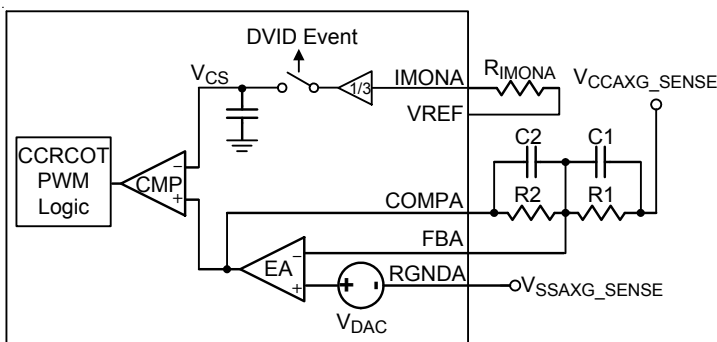 DVID Event
VCS
1/3
IMONA
RIMONA
VREF
VCCAXG_SENSE
C2
C1
CCRCOT
PWM
Logic
CMP
−
+
R2
R1
COMPA
FBA
EA
−
+
+
-
RGNDA
VSSAXG_SENSE
VDAC